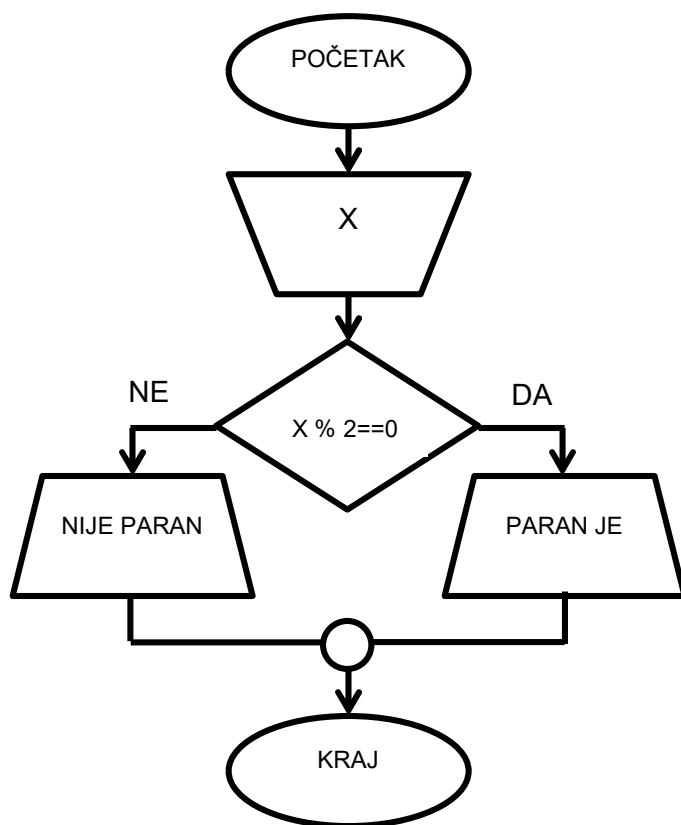 POČETAK
X
NE
DA
X % 2==0
NIJE PARAN
PARAN JE
KRAJ